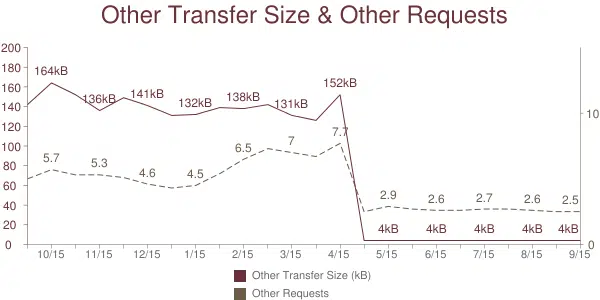 Other Transfer Size & Other Requests
200
180
160
140
120
100
80
60
40
20
0
164kB
136kB
141kB
132kB
138kB
131kB
152kB
4kB
4kB
4kB
4kB
4kB
5.7
5.3
4.6
4.5
6.5
7
7.7
2.9
2.6
2.7
2.6
2.5
10
0
10/15 11/15 12/15 1/15 2/15 3/15 4/15 5/15 6/15 7/15 8/15 9/15
Other Transfer Size (kB)
Other Requests